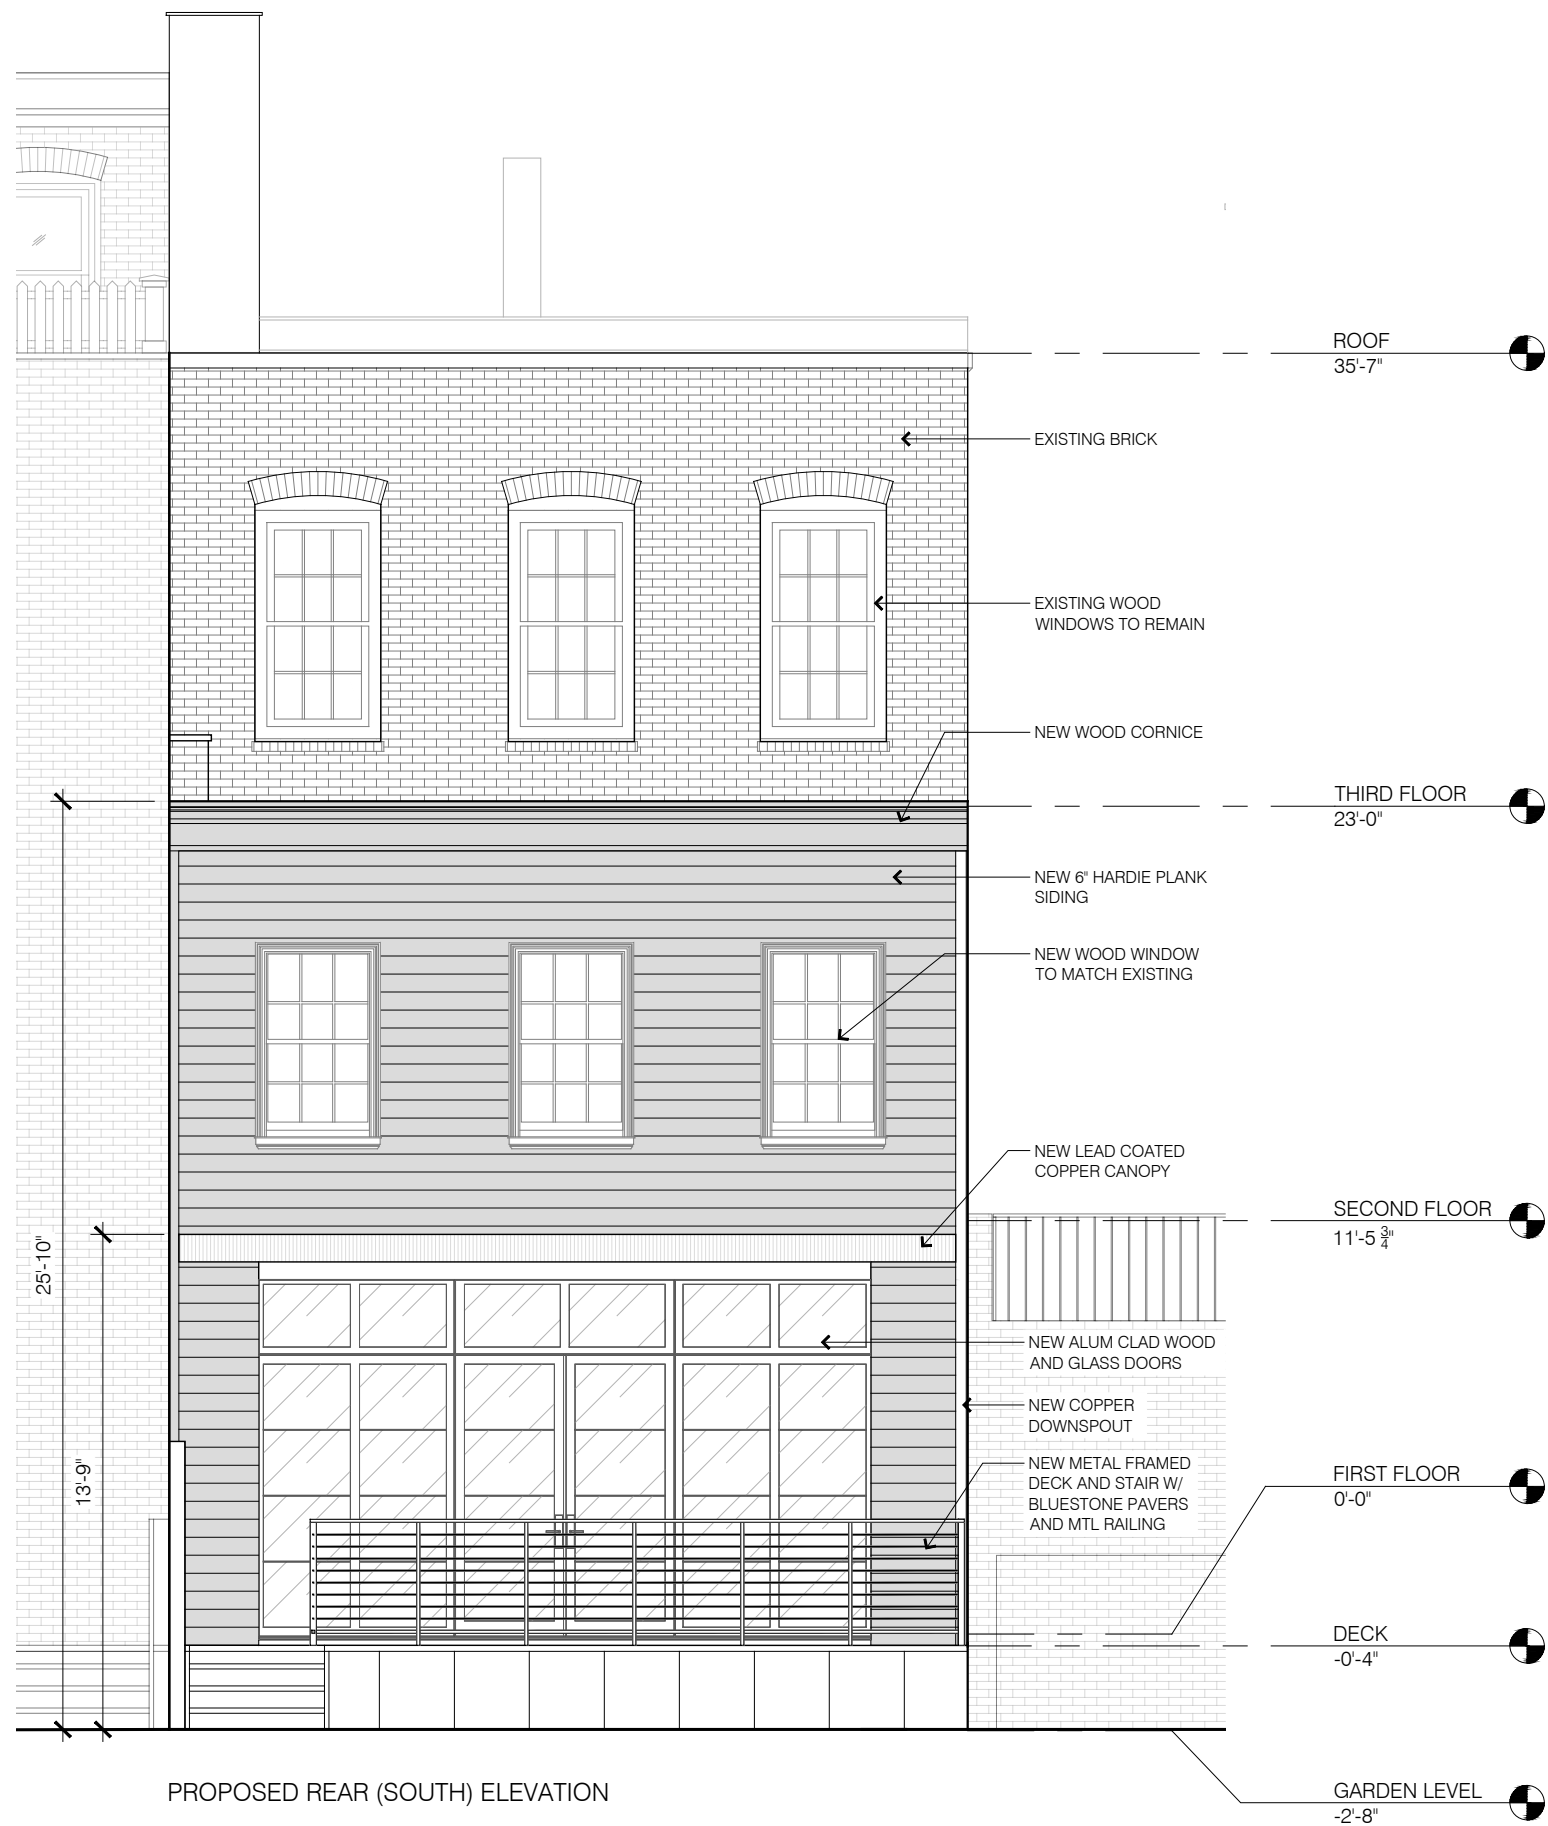 ROOF
35'-7"
EXISTING BRICK
EXISTING WOOD
WINDOWS TO REMAIN
NEW WOOD CORNICE
THIRD FLOOR
23'-0"
NEW 6" HARDIE PLANK
SIDING
NEW WOOD WINDOW
TO MATCH EXISTING
NEW LEAD COATED
COPPER CANOPY
SECOND FLOOR
11'-5 3/4"
25'-10"
13'-9"
NEW ALUM CLAD WOOD
AND GLASS DOORS
NEW COPPER
DOWNSPOUT
NEW METAL FRAMED
DECK AND STAIR W/
BLUESTONE PAVERS
AND MTL RAILING
FIRST FLOOR
0'-0"
DECK
-0'-4"
PROPOSED REAR (SOUTH) ELEVATION
GARDEN LEVEL
-2'-8"